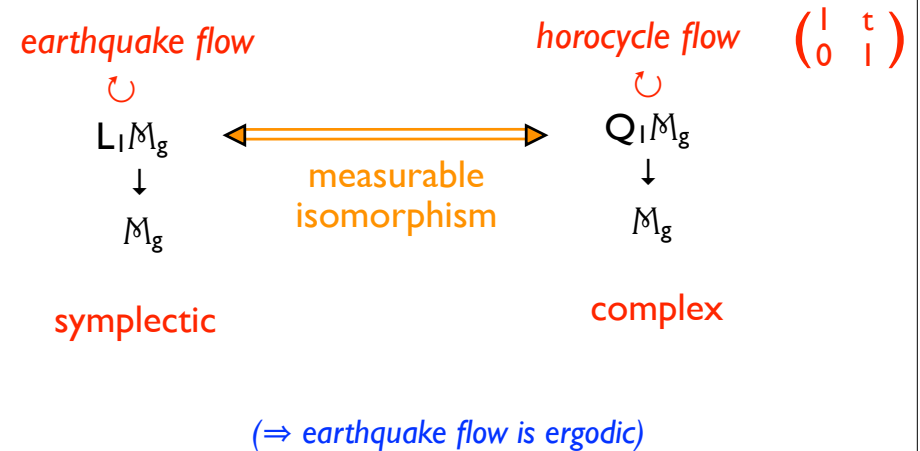 earthquake flow
horocycle flow
( 1 t
0 1 )
↻
↻
L₁ℳg
Q₁ℳg
measurable
isomorphism
↓
↓
ℳg
ℳg
symplectic
complex
(⇒ earthquake flow is ergodic)